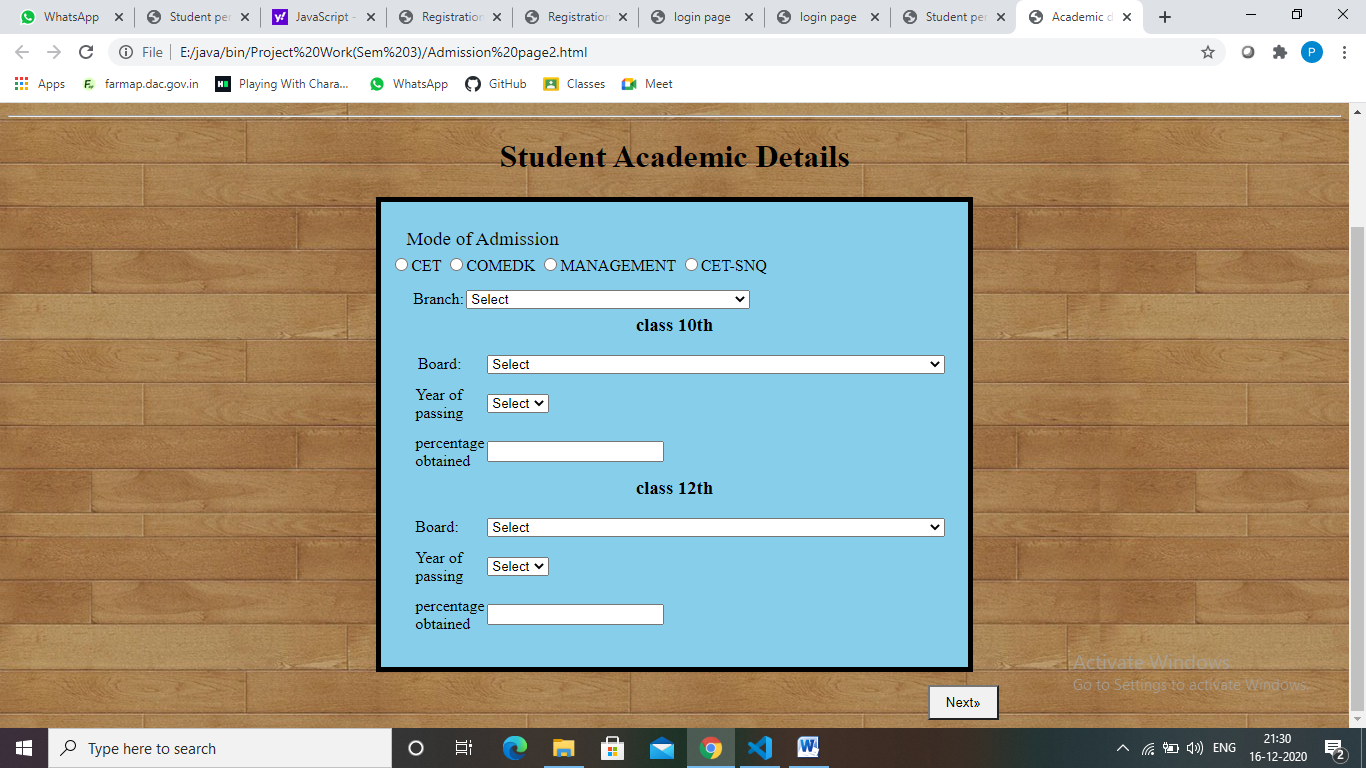 WhatsApp
Student per
JavaScript -
Registration
Registration
login page
login page
Student per
Academic d
File
E:/java/bin/Project%20Work(Sem%203)/Admission%20page2.html
P
Apps
farmap.dac.gov.in
Playing With Chara...
WhatsApp
GitHub
Classes
Meet
Student Academic Details
Mode of Admission
CET COMEDK MANAGEMENT CET-SNQ
Branch: Select
class 10th
Board: Select
Year of
passing
Select
percentage
obtained
class 12th
Board: Select
Year of
passing
Select
percentage
obtained
Activate Windows
Go to Settings to activate Windows.
Next»
Type here to search
ENG
21:30
16-12-2020
2